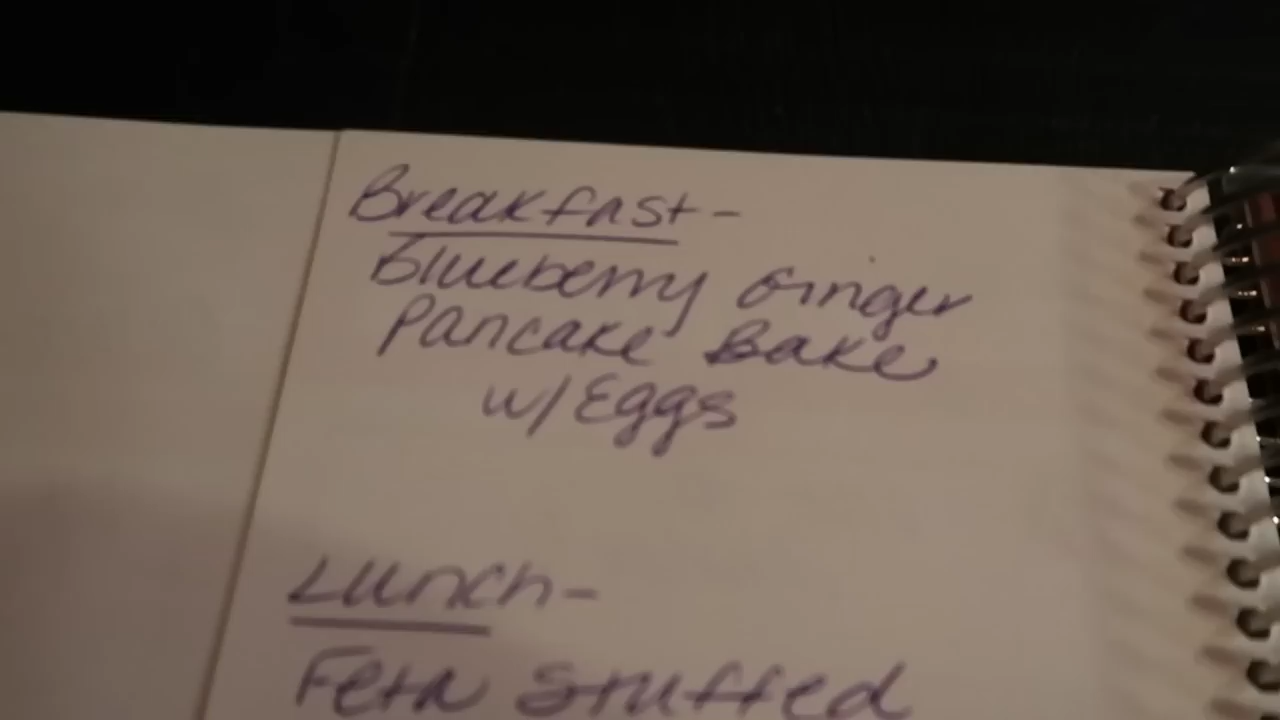 Breakfast-
Blueberry Ginger
Pancake Bake
w/ Eggs
Lunch-
Feta Stuffed